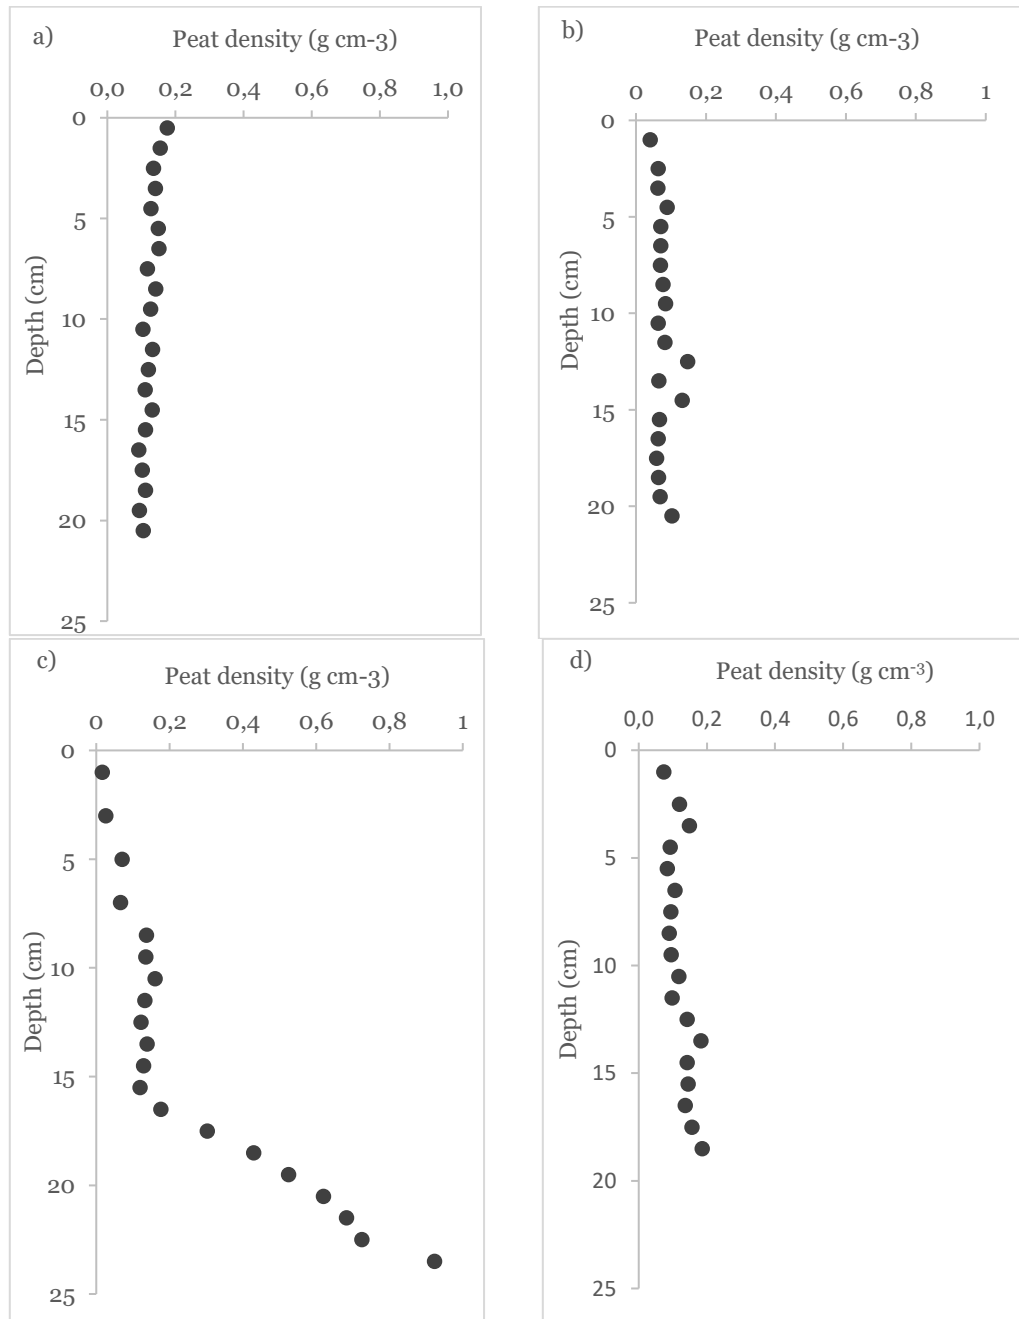 a)
Peat density (g cm-3)
0,0 0,2 0,4 0,6 0,8 1,0
0
5
10
15
20
25
Depth (cm)
b)
Peat density (g cm-3)
0 0,2 0,4 0,6 0,8 1
0
5
10
15
20
25
Depth (cm)
c)
Peat density (g cm-3)
0 0,2 0,4 0,6 0,8 1
0
5
10
15
20
25
Depth (cm)
d)
Peat density (g cm⁻³)
0,0 0,2 0,4 0,6 0,8 1,0
0
5
10
15
20
25
Depth (cm)